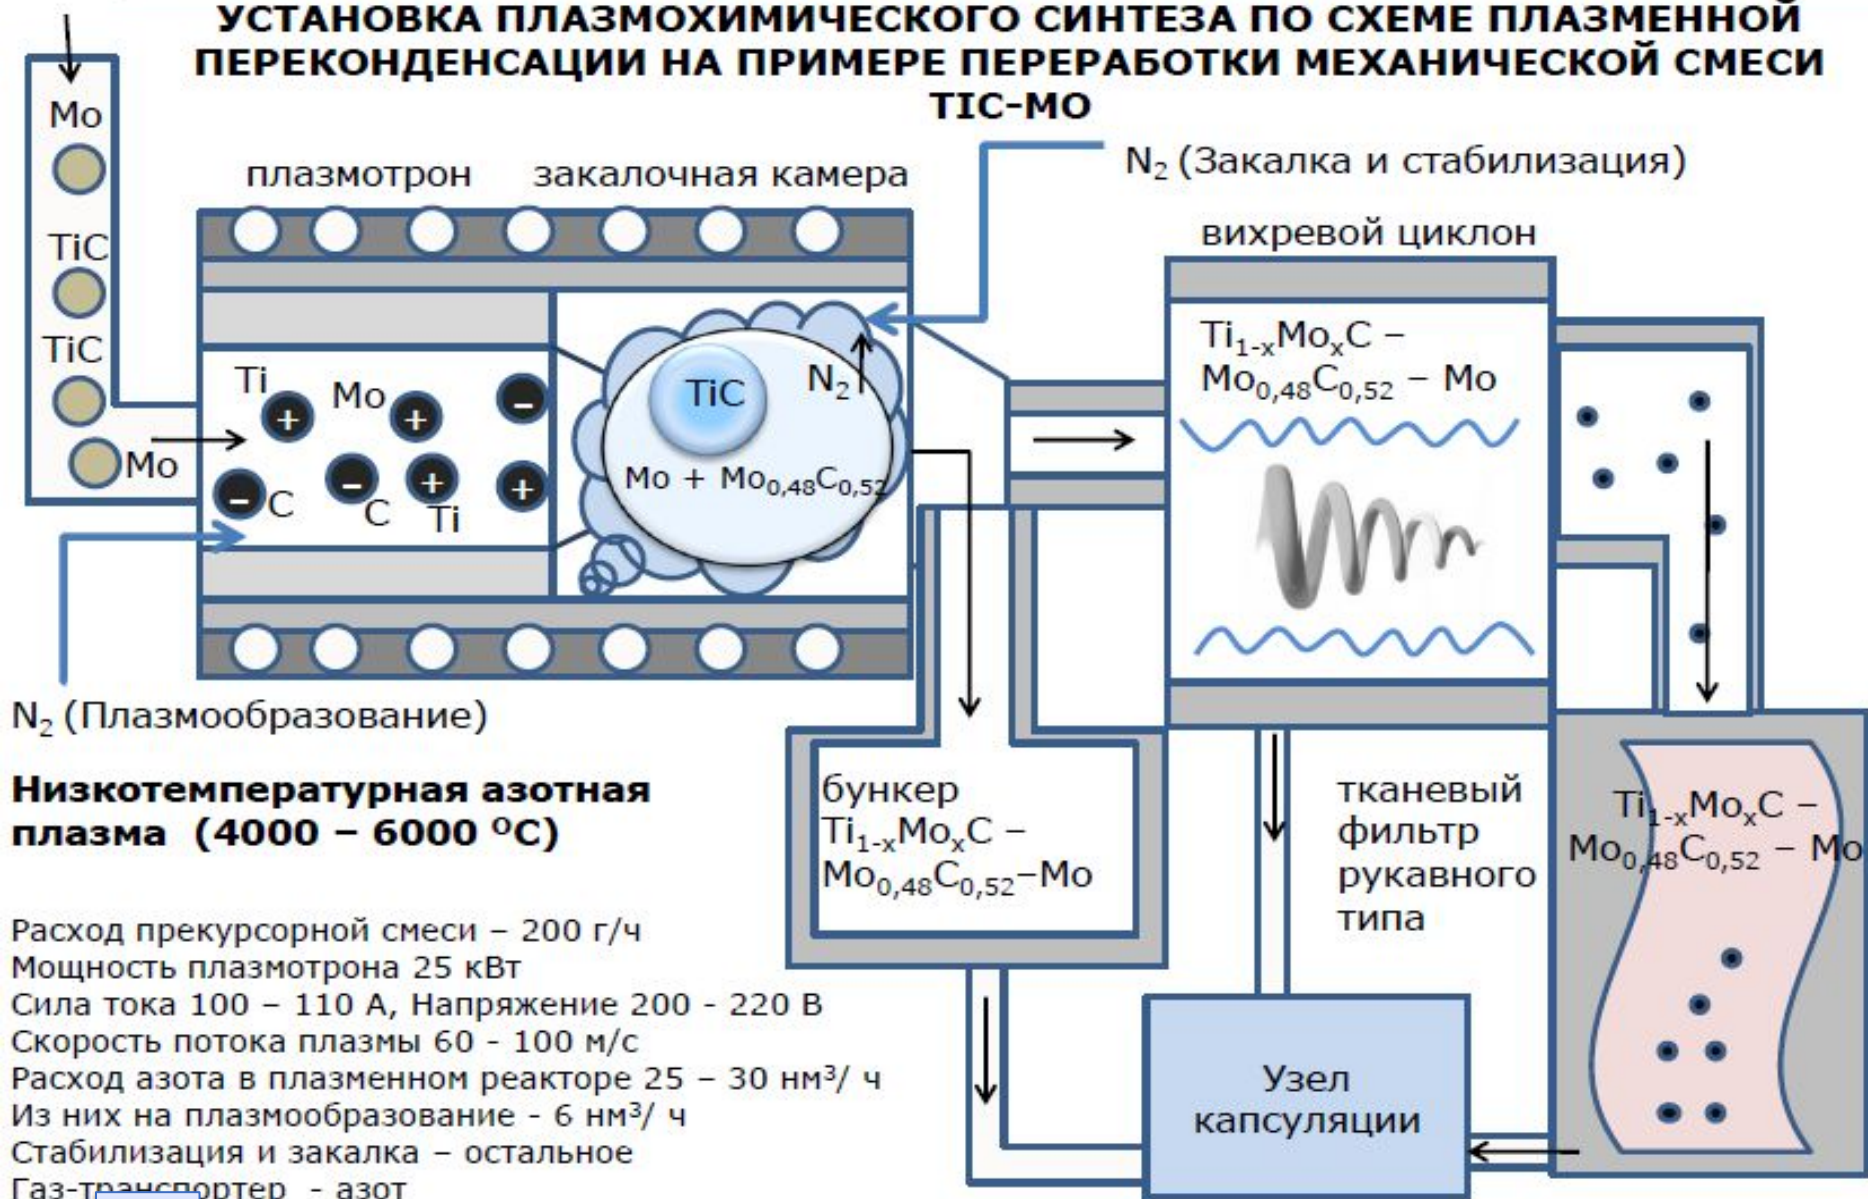 УСТАНОВКА ПЛАЗМОХИМИЧЕСКОГО СИНТЕЗА ПО СХЕМЕ ПЛАЗМЕННОЙ
ПЕРЕКОНДЕНСАЦИИ НА ПРИМЕРЕ ПЕРЕРАБОТКИ МЕХАНИЧЕСКОЙ СМЕСИ
TIC-MO
Mo
TiC
TiC
Mo
плазмотрон
закалочная камера
N₂ (Закалка и стабилизация)
вихревой циклон
Ti
Mo
C
C
Ti
TiC
N₂
Mo + Mo₀,₄₈C₀,₅₂
Ti₁₋ₓMoₓC –
Mo₀,₄₈C₀,₅₂ – Mo
N₂ (Плазмообразование)
Низкотемпературная азотная
плазма (4000 – 6000 ᴼС)
бункер
Ti₁₋ₓMoₓC –
Mo₀,₄₈C₀,₅₂–Mo
тканевый
фильтр
рукавного
типа
Ti₁₋ₓMoₓC –
Mo₀,₄₈C₀,₅₂ – Mo
Узел
капсуляции
Расход прекурсорной смеси – 200 г/ч
Мощность плазмотрона 25 кВт
Сила тока 100 – 110 А, Напряжение 200 - 220 В
Скорость потока плазмы 60 - 100 м/с
Расход азота в плазменном реакторе 25 – 30 нм³/ ч
Из них на плазмообразование - 6 нм³/ ч
Стабилизация и закалка – остальное
Газ-транспортер - азот